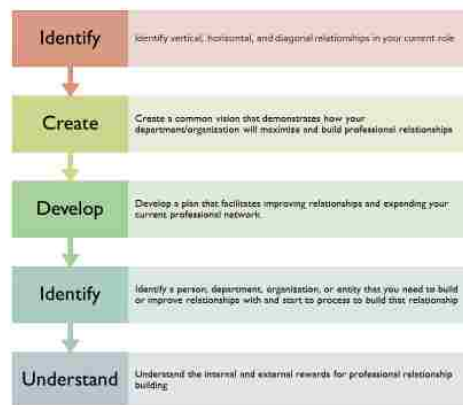 Identify
Identify vertical, horizontal, and diagonal relationships in your current role
Create
Create a common vision that demonstrates how your
department/organization will maximize and build professional relationships
Develop
Develop a plan that facilitates improving relationships and expending your
current professional network.
Identify
Identify a person, department, organization, or entity that you need to build
or improve relationships with and start to process to build that relationship
Understand
Understand the internal and external rewards for professional relationship
building